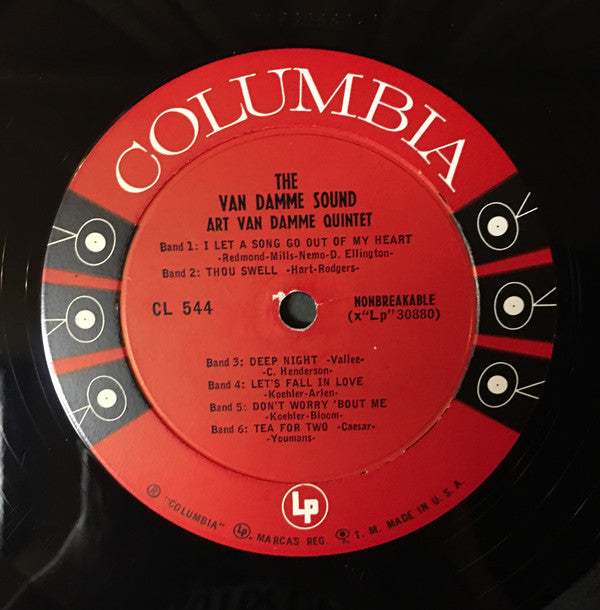 COLUMBIA
THE
VAN DAMME SOUND
ART VAN DAMME QUINTET
Band 1: I LET A SONG GO OUT OF MY HEART
-Redmond-Mills-Nemo-D. Ellington-
Band 2: THOU SWELL -Hart-Rodgers-
CL 544
NONBREAKABLE
(x"Lp"30880)
Band 3: DEEP NIGHT -Vallee-
-C. Henderson-
Band 4: LET'S FALL IN LOVE
-Koehler-Arlen-
Band 5: DON'T WORRY 'BOUT ME
-Koehler-Bloom-
Band 6: TEA FOR TWO -Caesar-
-Youmans-
Lp
® "COLUMBIA" Lp, MARCAS REG. T. M. MADE IN U.S.A.